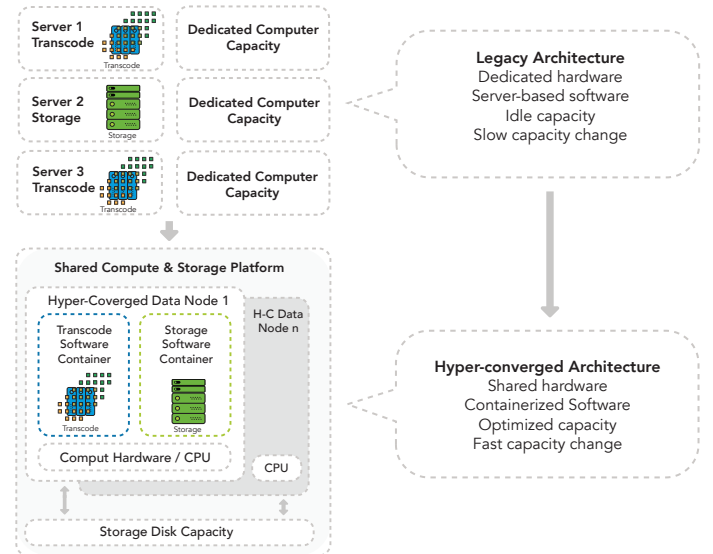 Server 1
Transcode
Transcode
Dedicated Computer
Capacity
Server 2
Storage
Storage
Dedicated Computer
Capacity
Server 3
Transcode
Transcode
Dedicated Computer
Capacity
Legacy Architecture
Dedicated hardware
Server-based software
Idle capacity
Slow capacity change
Shared Compute & Storage Platform
Hyper-Coverged Data Node 1
H-C Data
Node n
Transcode
Software
Container
Transcode
Storage
Software
Container
Storage
Comput Hardware / CPU
CPU
Storage Disk Capacity
Hyper-converged Architecture
Shared hardware
Containerized Software
Optimized capacity
Fast capacity change